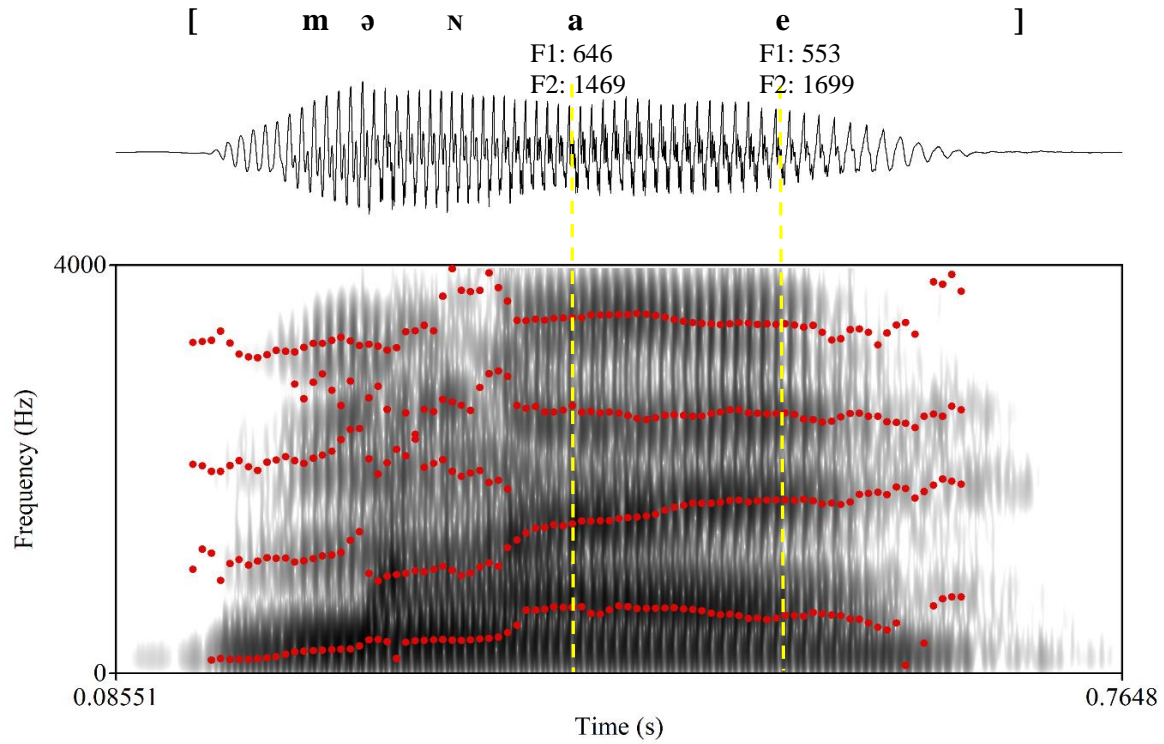 [ m ə ɴ a e ]
F1: 646 F1: 553
F2: 1469 F2: 1699
4000
Frequency (Hz)
0
0.08551 0.7648
Time (s)